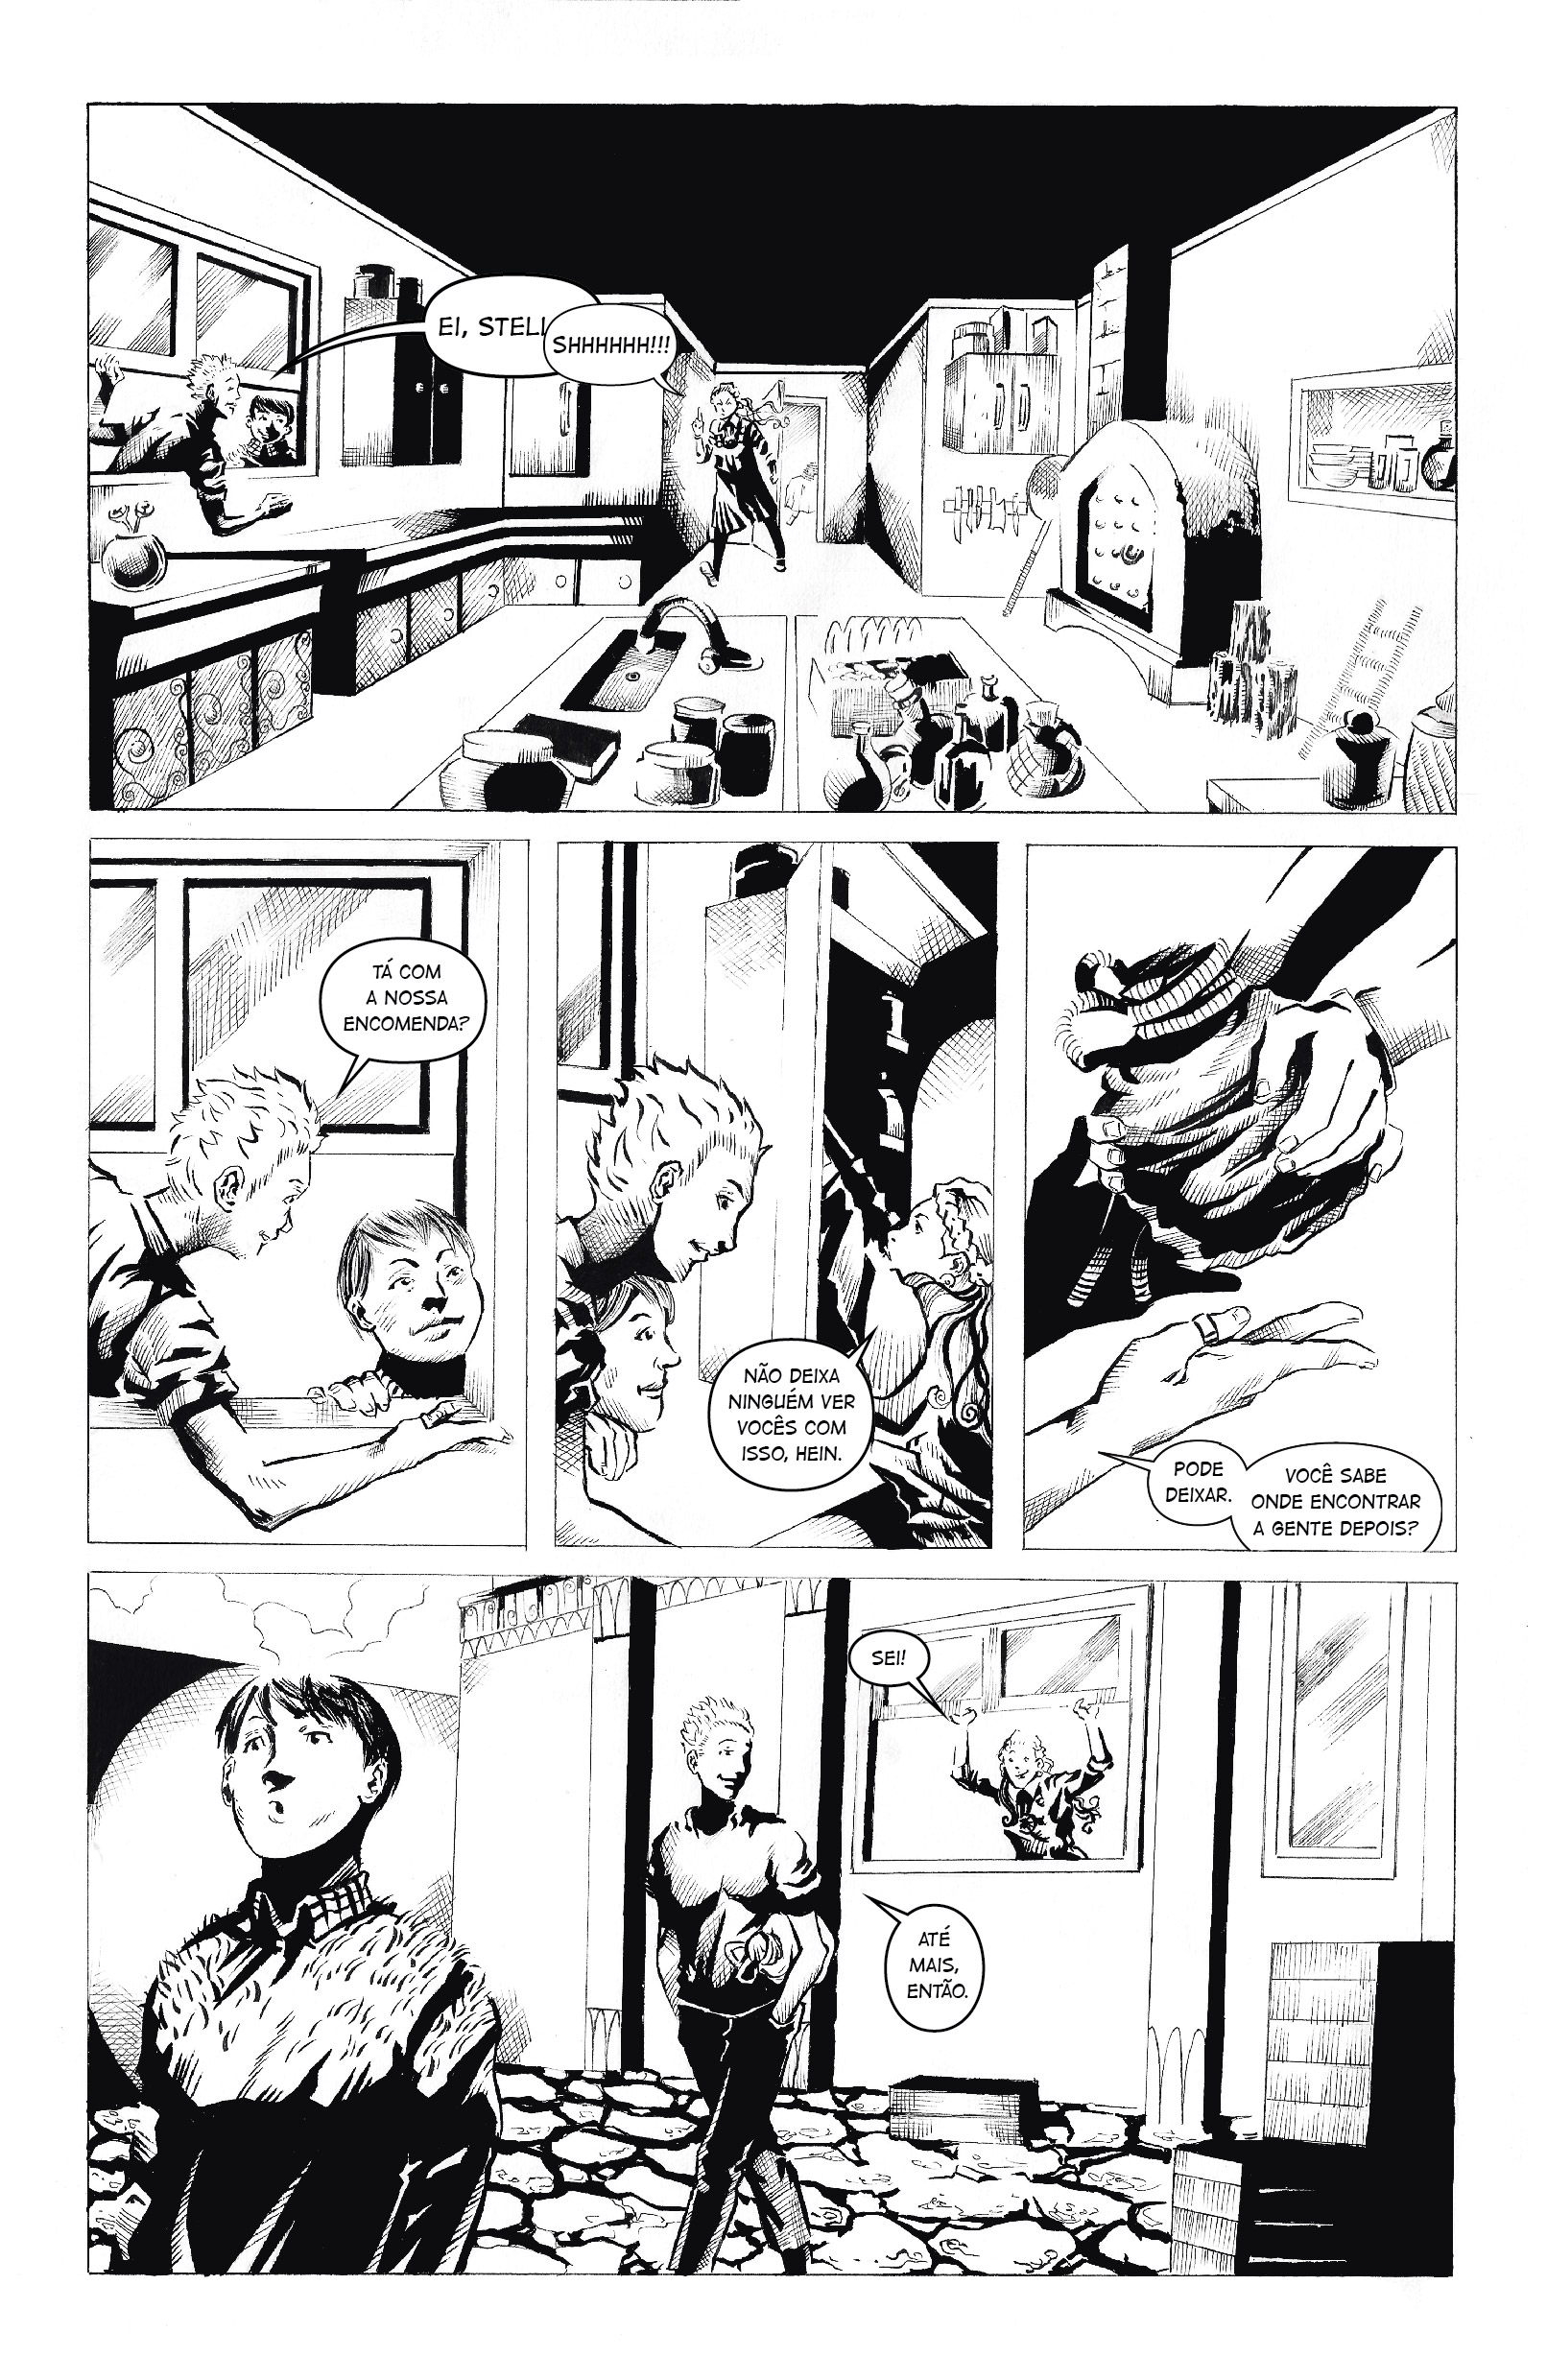 EI, STELL
SHHHHHH!!!
TÁ COM
A NOSSA
ENCOMENDA?
NÃO DEIXA
NINGUÉM VER
VOCÊS COM
ISSO, HEIN.
PODE
DEIXAR.
VOCÊ SABE
ONDE ENCONTRAR
A GENTE DEPOIS?
SEI!
ATÉ
MAIS,
ENTÃO.